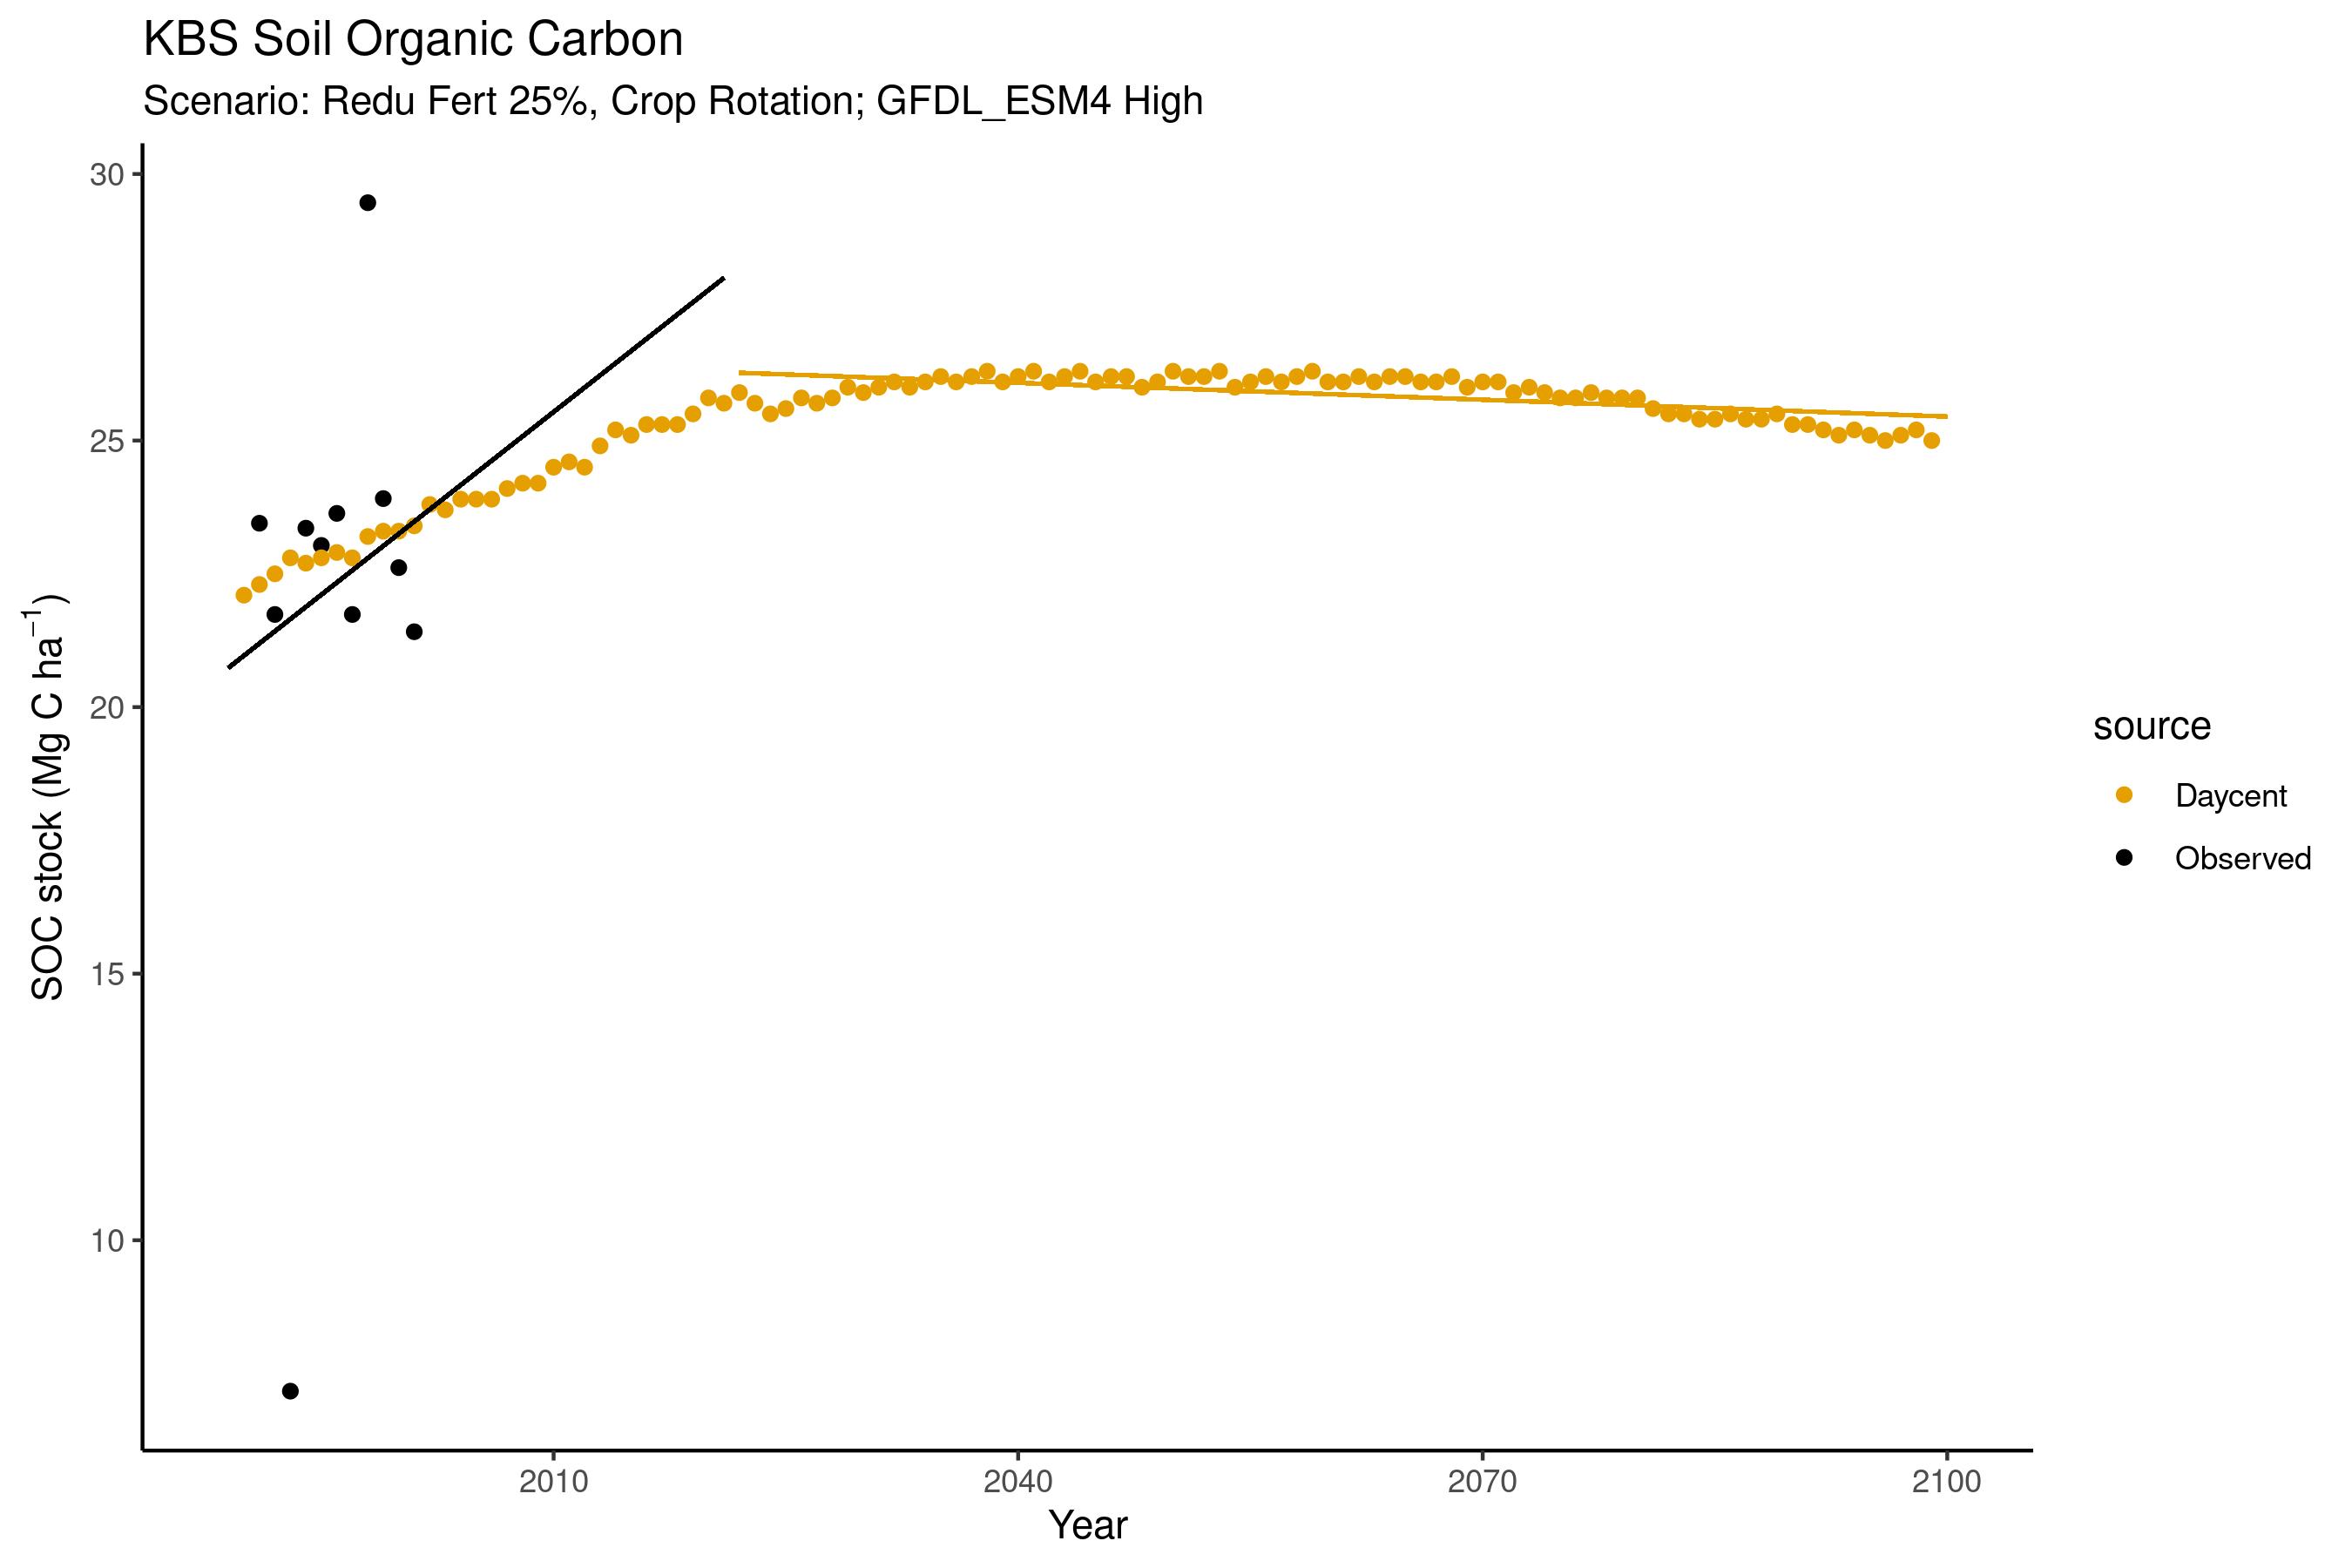 KBS Soil Organic Carbon
Scenario: Redu Fert 25%, Crop Rotation; GFDL_ESM4 High
30
25
20
15
10
SOC stock (Mg C ha⁻¹)
2010 2040 2070 2100
Year
source
Daycent
Observed